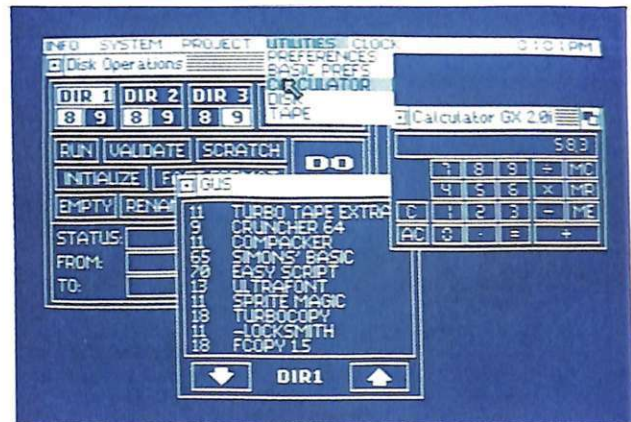 INFO SYSTEM PROJECT UTILITIES CLOCK 0:01PM
PREFERENCES
BASIC PREFS
CALCULATOR
DISK
TAPE
Disk Operations
DIR 1 DIR 2 DIR 3
8 9 8 9 8 9
RUN VALIDATE SCRATCH
DO
INITIALIZE
EMPTY
STATUS:
FROM:
TO:
GUS
11 TURBO TAPE EXTRA
9 CRUNCHER 64
11 COMPACKER
65 SIMONS' BASIC
70 EASY SCRIPT
13 ULTRAFONT
11 SPRITE MAGIC
18 TURBOCOPY
11 -LOCKSMITH
18 FCOPY 1.5
DIR1
Calculator GX 2.0i
58,3
7 8 9 ÷ MC
4 5 6 × MR
C 1 2 3 − ME
AC 0 . = +